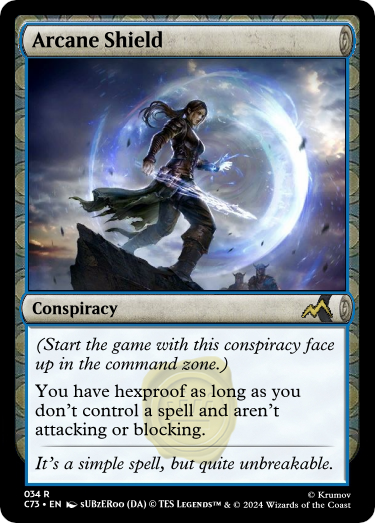 Arcane Shield
Conspiracy
(Start the game with this conspiracy face
up in the command zone.)
You have hexproof as long as you
don't control a spell and aren't
attacking or blocking.
It's a simple spell, but quite unbreakable.
034 R
© Krumov
C73 • EN sUBzERoo (DA) © TES Legends™ & © 2024 Wizards of the Coast